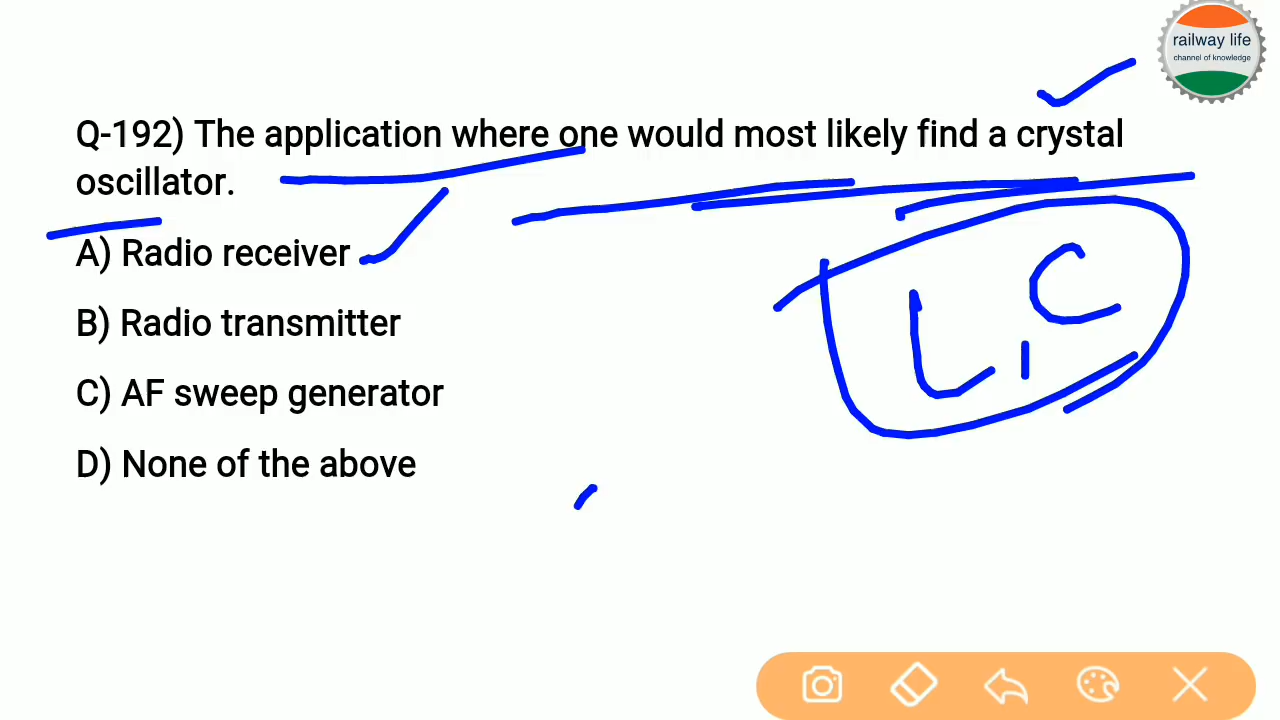 railway life
channel of knowledge
Q-192) The application where one would most likely find a crystal
oscillator.
A) Radio receiver
B) Radio transmitter
C) AF sweep generator
D) None of the above
L, C